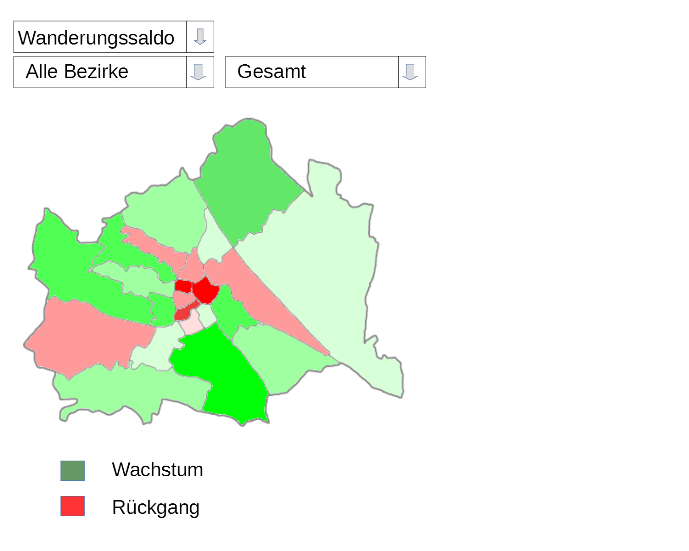 Wanderungssaldo
Alle Bezirke
Gesamt
Wachstum
Rückgang